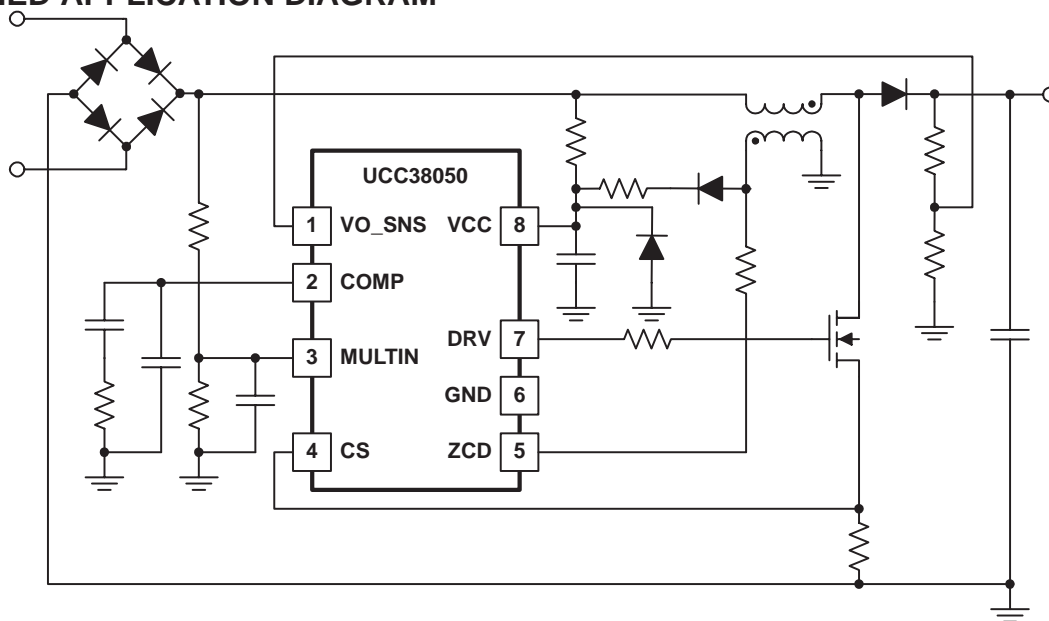 APPLICATION DIAGRAM
UCC38050
1 VO_SNS VCC 8
2 COMP
3 MULTIN DRV 7
GND 6
4 CS ZCD 5